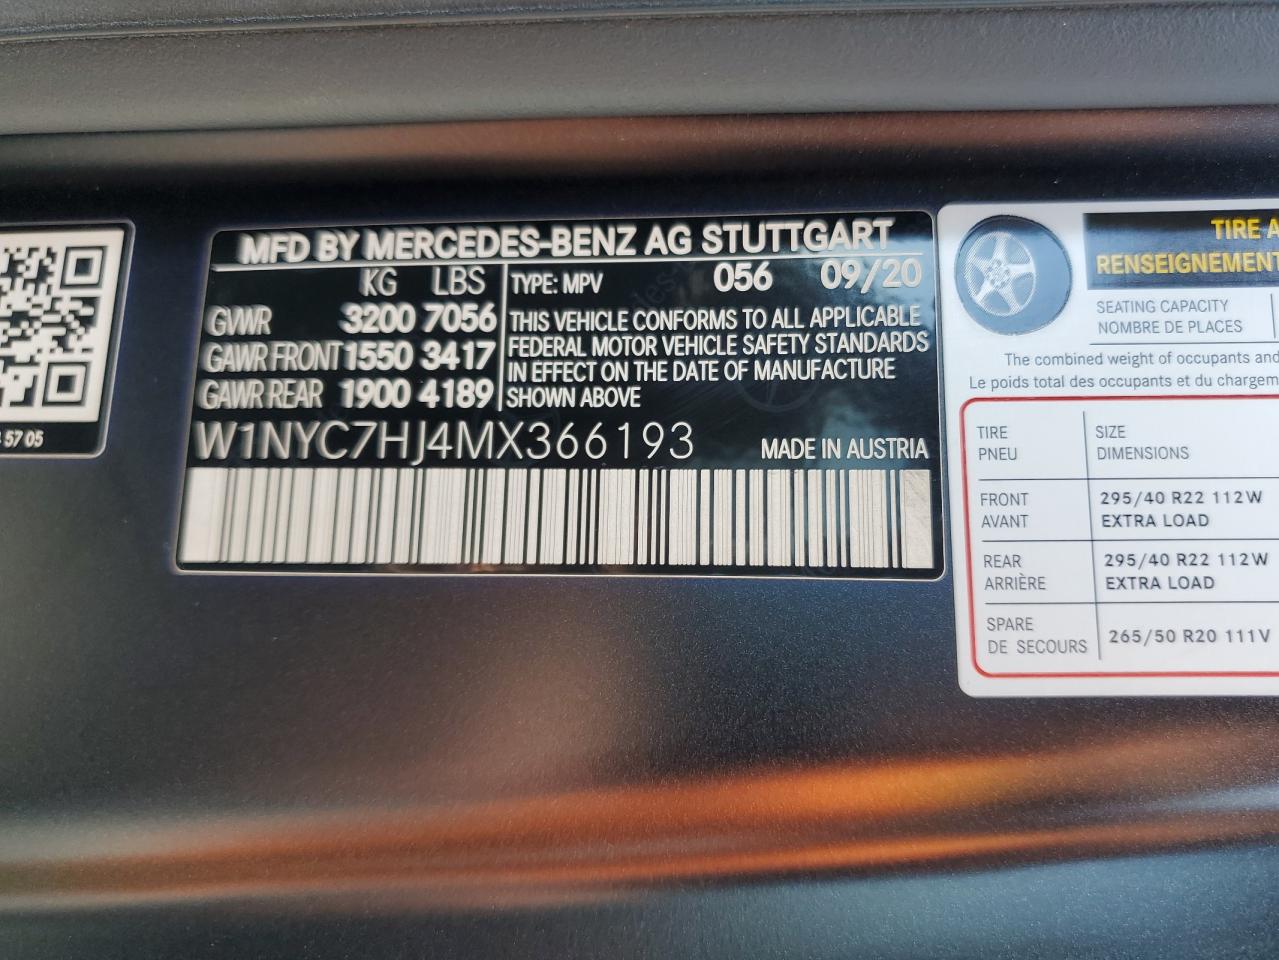 5705
MFD BY MERCEDES-BENZ AG STUTTGART
KG LBS
GVWR 3200 7056
GAWR FRONT 1550 3417
GAWR REAR 1900 4189
TYPE: MPV 056 09/20
THIS VEHICLE CONFORMS TO ALL APPLICABLE
FEDERAL MOTOR VEHICLE SAFETY STANDARDS
IN EFFECT ON THE DATE OF MANUFACTURE
SHOWN ABOVE
W1NYC7HJ4MX366193 MADE IN AUSTRIA
TIRE A
RENSEIGNEMENT
SEATING CAPACITY
NOMBRE DE PLACES
The combined weight of occupants and
Le poids total des occupants et du chargem
TIRE SIZE
PNEU DIMENSIONS
FRONT 295/40 R22 112W
AVANT EXTRA LOAD
REAR 295/40 R22 112W
ARRIÈRE EXTRA LOAD
SPARE
DE SECOURS 265/50 R20 111V